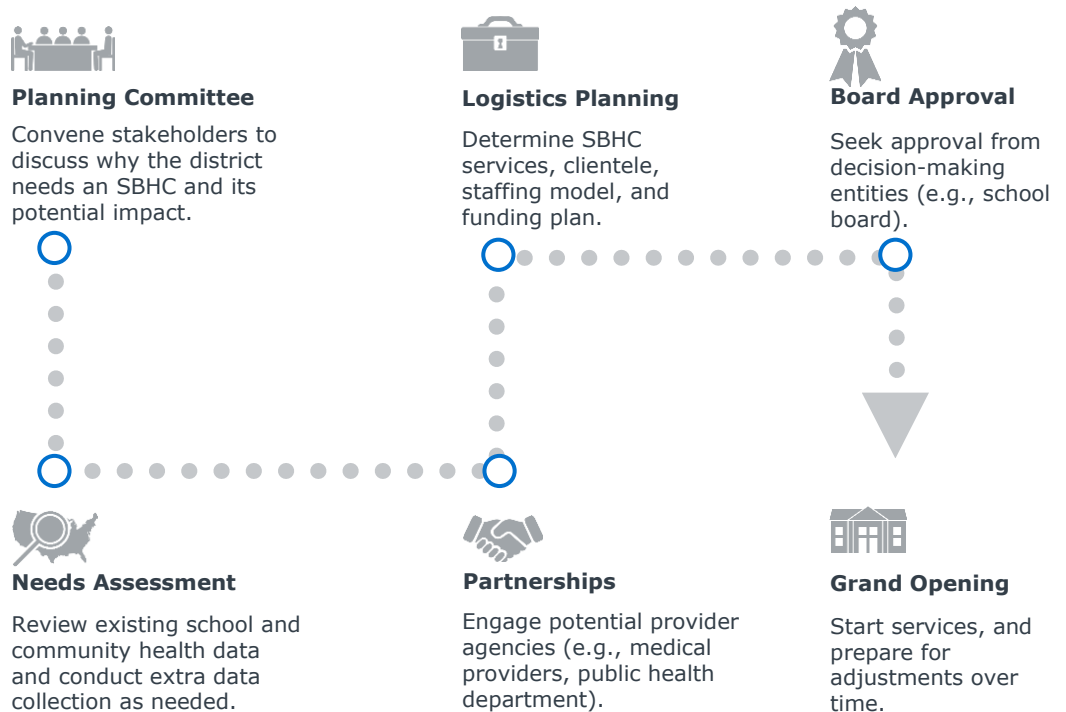 Planning Committee
Convene stakeholders to
discuss why the district
needs an SBHC and its
potential impact.
Needs Assessment
Review existing school and
community health data
and conduct extra data
collection as needed.
Partnerships
Engage potential provider
agencies (e.g., medical
providers, public health
department).
Logistics Planning
Determine SBHC
services, clientele,
staffing model, and
funding plan.
Board Approval
Seek approval from
decision-making
entities (e.g., school
board).
Grand Opening
Start services, and
prepare for
adjustments over
time.